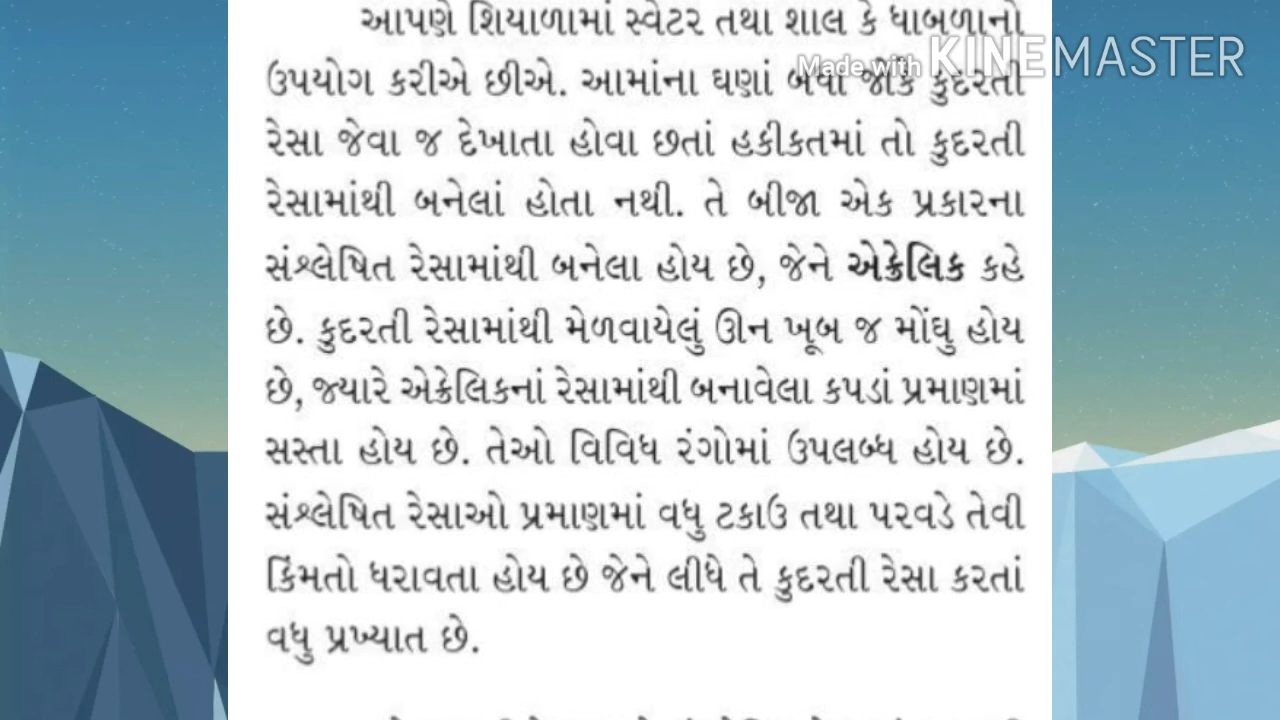 આપણે શિયાળામાં સ્વેટર તથા શાલ કે ધાબળાનો
Made with KINEMASTER
ઉપયોગ કરીએ છીએ. આમાંના ઘણાં બધા જોકે કુદરતી
રેસા જેવા જ દેખાતા હોવા છતાં હકીકતમાં તો કુદરતી
રેસામાંથી બનેલાં હોતા નથી. તે બીજા એક પ્રકારના
સંશ્લેષિત રેસામાંથી બનેલા હોય છે, જેને એક્રેલિક કહે
છે. કુદરતી રેસામાંથી મેળવાયેલું ઊન ખૂબ જ મોંઘુ હોય
છે, જ્યારે એક્રેલિકનાં રેસામાંથી બનાવેલા કપડાં પ્રમાણમાં
સસ્તા હોય છે. તેઓ વિવિધ રંગોમાં ઉપલબ્ધ હોય છે.
સંશ્લેષિત રેસાઓ પ્રમાણમાં વધુ ટકાઉ તથા પરવડે તેવી
કિંમતો ધરાવતા હોય છે જેને લીધે તે કુદરતી રેસા કરતાં
વધુ પ્રખ્યાત છે.